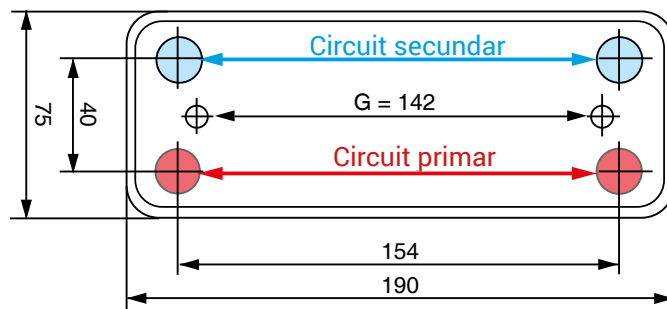 Circuit secundar
G = 142
75
40
Circuit primar
154
190